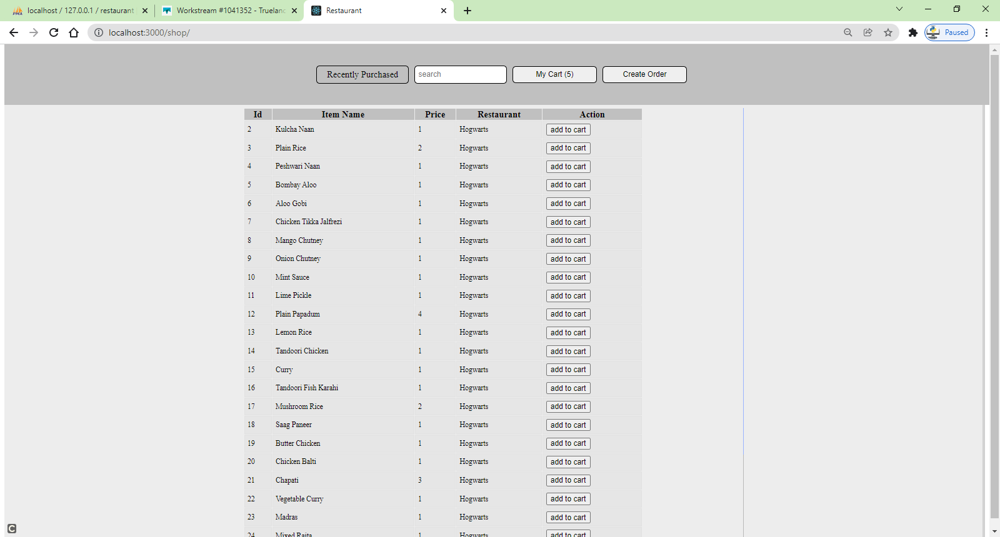 localhost / 127.0.0.1 / restaurant
Workstream #1041352 - Truelanc
Restaurant
localhost:3000/shop/
Paused
Recently Purchased
search
My Cart (5)
Create Order
Id Item Name Price Restaurant Action
2 Kulcha Naan 1 Hogwarts add to cart
3 Plain Rice 2 Hogwarts add to cart
4 Peshwari Naan 1 Hogwarts add to cart
5 Bombay Aloo 1 Hogwarts add to cart
6 Aloo Gobi 1 Hogwarts add to cart
7 Chicken Tikka Jalfrezi 1 Hogwarts add to cart
8 Mango Chutney 1 Hogwarts add to cart
9 Onion Chutney 1 Hogwarts add to cart
10 Mint Sauce 1 Hogwarts add to cart
11 Lime Pickle 1 Hogwarts add to cart
12 Plain Papadum 4 Hogwarts add to cart
13 Lemon Rice 1 Hogwarts add to cart
14 Tandoori Chicken 1 Hogwarts add to cart
15 Curry 1 Hogwarts add to cart
16 Tandoori Fish Karahi 1 Hogwarts add to cart
17 Mushroom Rice 2 Hogwarts add to cart
18 Saag Paneer 1 Hogwarts add to cart
19 Butter Chicken 1 Hogwarts add to cart
20 Chicken Balti 1 Hogwarts add to cart
21 Chapati 3 Hogwarts add to cart
22 Vegetable Curry 1 Hogwarts add to cart
23 Madras 1 Hogwarts add to cart
24 Mixed Raita 1 Hogwarts add to cart
C